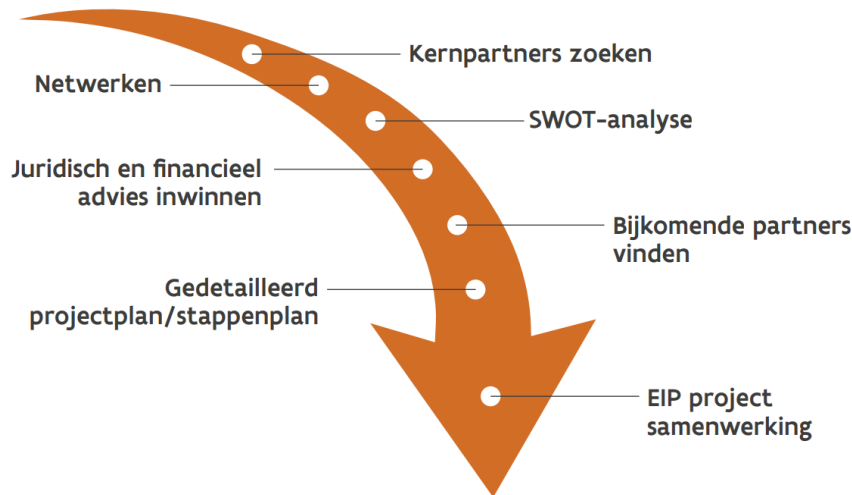 Kernpartners zoeken
Netwerken
SWOT-analyse
Juridisch en financieel
advies inwinnen
Bijkomende partners
vinden
Gedetailleerd
projectplan/stappenplan
EIP project
samenwerking